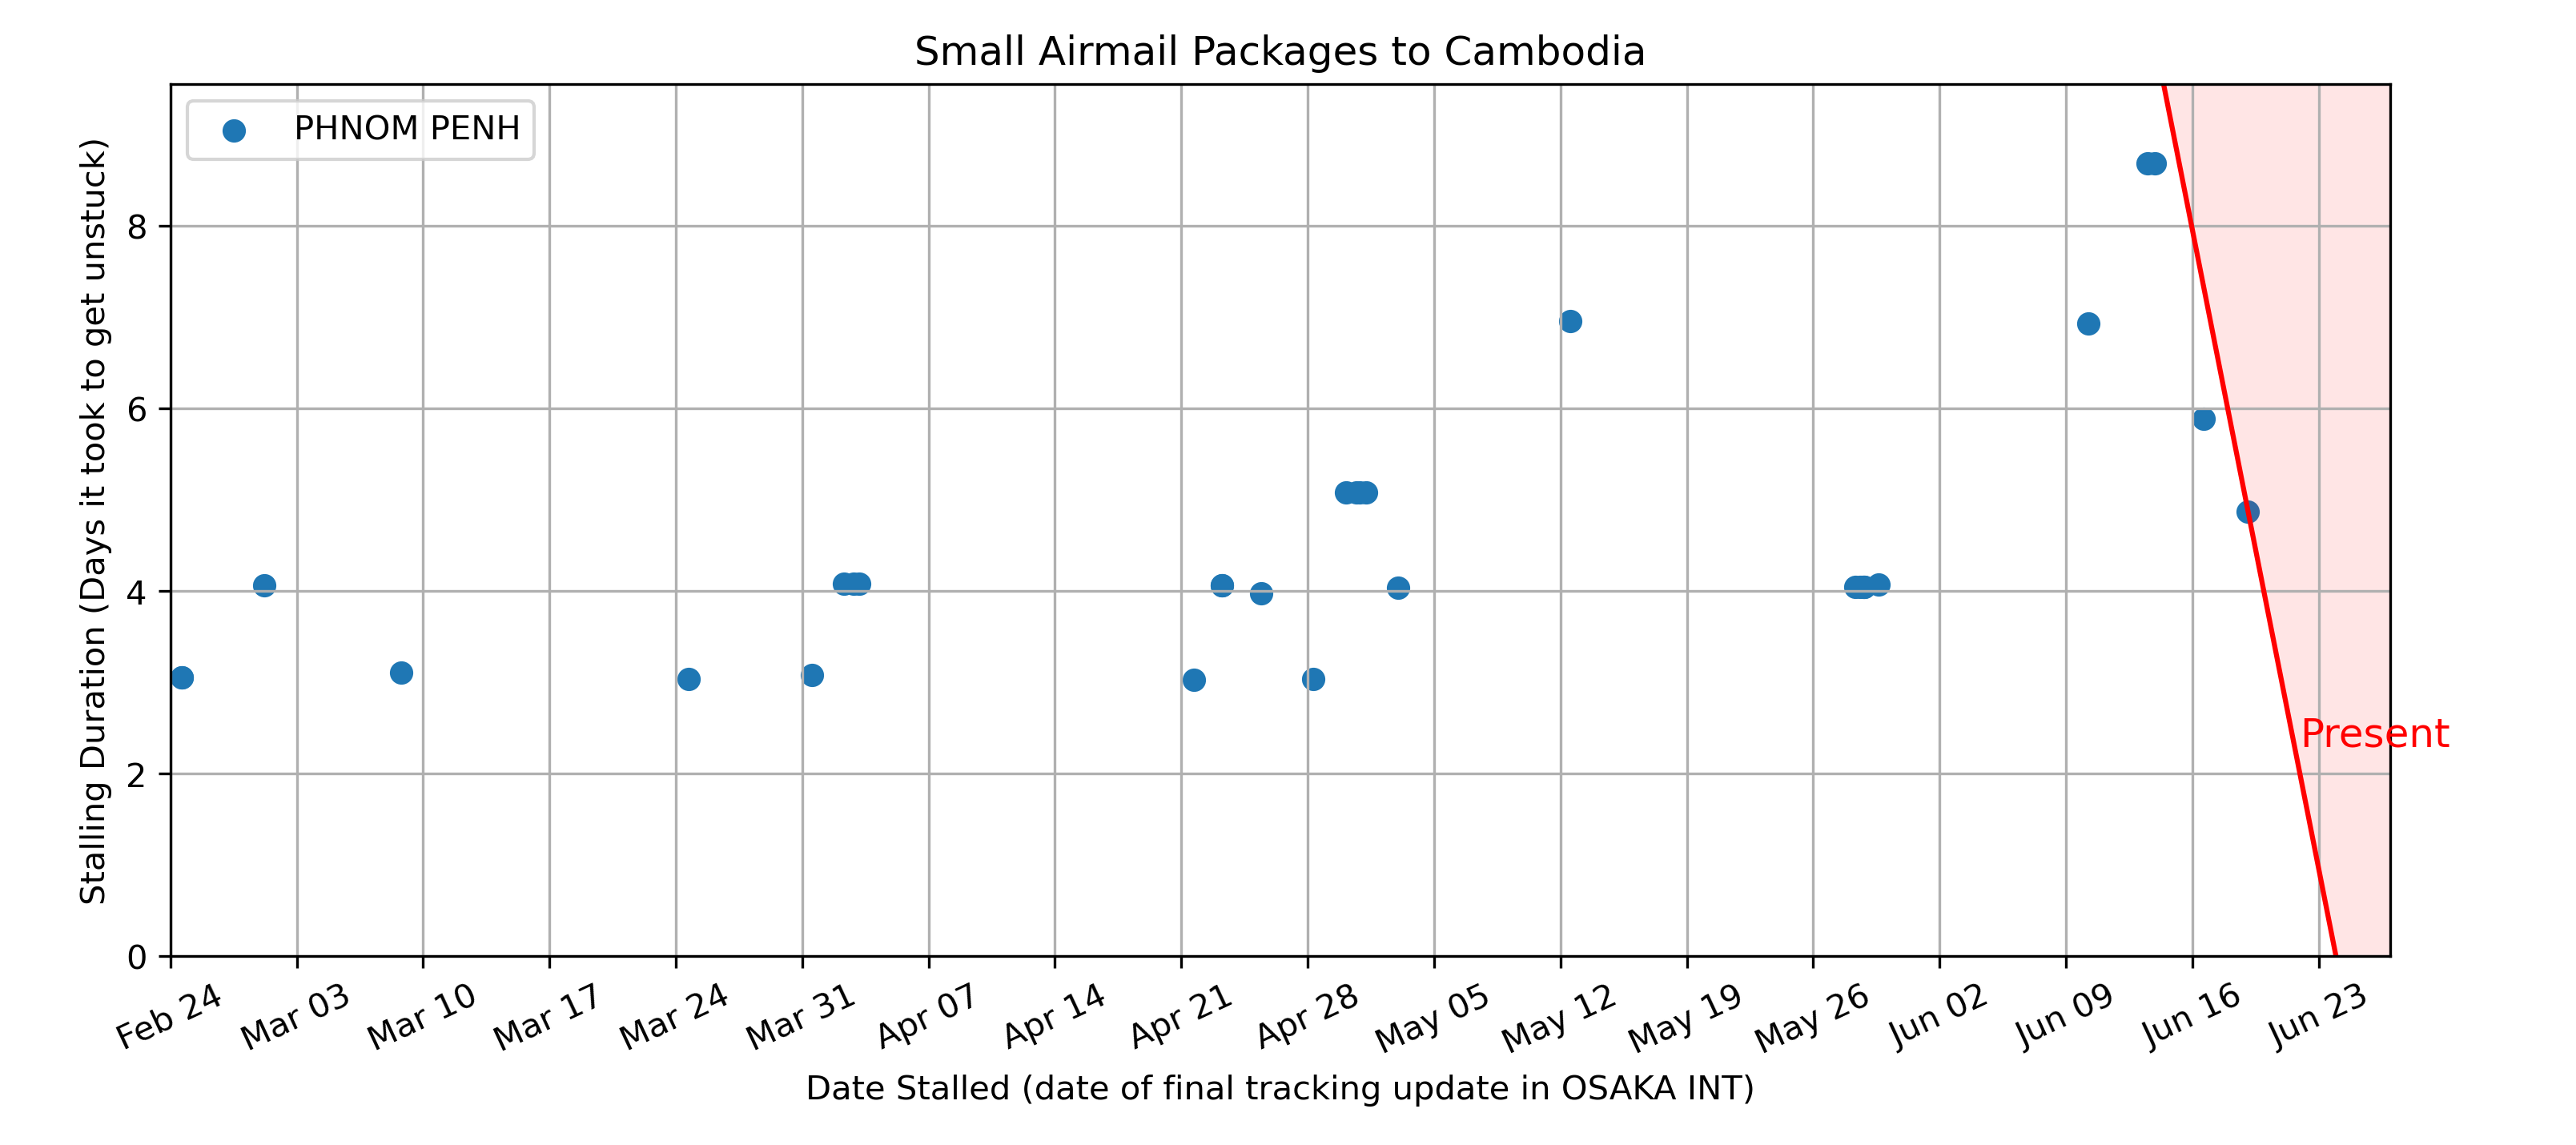 Small Airmail Packages to Cambodia
PHNOM PENH
Stalling Duration (Days it took to get unstuck)
8
6
4
2
0
Present
Feb 24
Mar 03
Mar 10
Mar 17
Mar 24
Mar 31
Apr 07
Apr 14
Apr 21
Apr 28
May 05
May 12
May 19
May 26
Jun 02
Jun 09
Jun 16
Jun 23
Date Stalled (date of final tracking update in OSAKA INT)